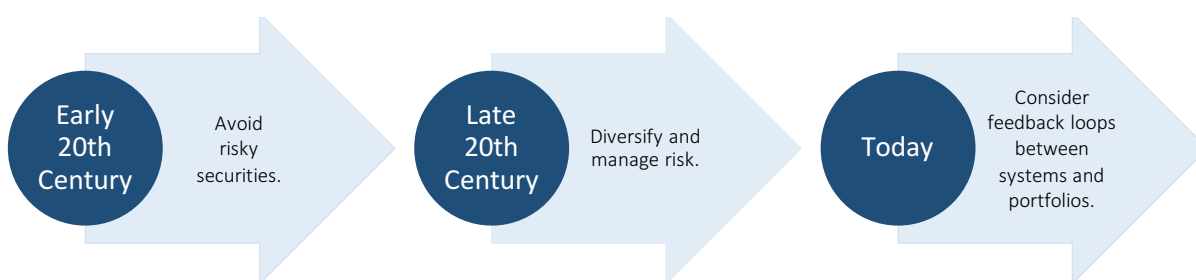 Early
20th
Century
Avoid
risky
securities.
Late
20th
Century
Diversify and
manage risk.
Today
Consider
feedback loops
between
systems and
portfolios.